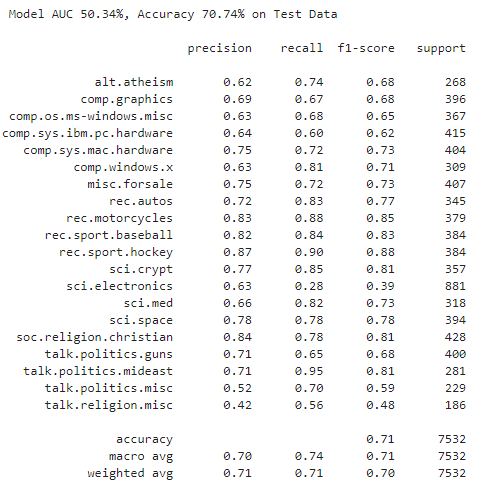 Model AUC 50.34%, Accuracy 70.74% on Test Data
precision recall f1-score support
alt.atheism 0.62 0.74 0.68 268
comp.graphics 0.69 0.67 0.68 396
comp.os.ms-windows.misc 0.63 0.68 0.65 367
comp.sys.ibm.pc.hardware 0.64 0.60 0.62 415
comp.sys.mac.hardware 0.75 0.72 0.73 404
comp.windows.x 0.63 0.81 0.71 309
misc.forsale 0.75 0.72 0.73 407
rec.autos 0.72 0.83 0.77 345
rec.motorcycles 0.83 0.88 0.85 379
rec.sport.baseball 0.82 0.84 0.83 384
rec.sport.hockey 0.87 0.90 0.88 384
sci.crypt 0.77 0.85 0.81 357
sci.electronics 0.63 0.28 0.39 881
sci.med 0.66 0.82 0.73 318
sci.space 0.78 0.78 0.78 394
soc.religion.christian 0.84 0.78 0.81 428
talk.politics.guns 0.71 0.65 0.68 400
talk.politics.mideast 0.71 0.95 0.81 281
talk.politics.misc 0.52 0.70 0.59 229
talk.religion.misc 0.42 0.56 0.48 186
accuracy 0.71 7532
macro avg 0.70 0.74 0.71 7532
weighted avg 0.71 0.71 0.70 7532